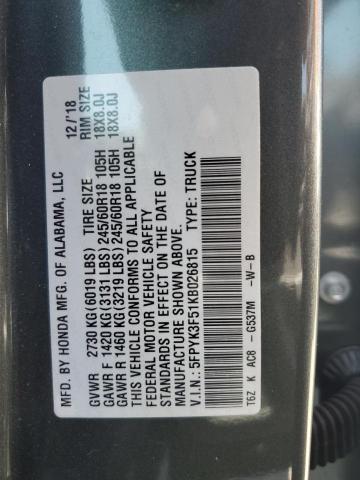 MFD. BY HONDA MFG. OF ALABAMA, LLC 12/'18
TIRE SIZE RIM SIZE
GVWR 2730 KG (6019 LBS)
GAWR F 1420 KG (3131 LBS) 245/60R18 105H 18X8.0J
GAWR R 1460 KG (3219 LBS) 245/60R18 105H 18X8.0J
THIS VEHICLE CONFORMS TO ALL APPLICABLE
FEDERAL MOTOR VEHICLE SAFETY
STANDARDS IN EFFECT ON THE DATE OF
MANUFACTURE SHOWN ABOVE.
V.I.N.: 5FPYK3F51KB026815 TYPE: TRUCK
T6Z K AC8 - G537M -W-B